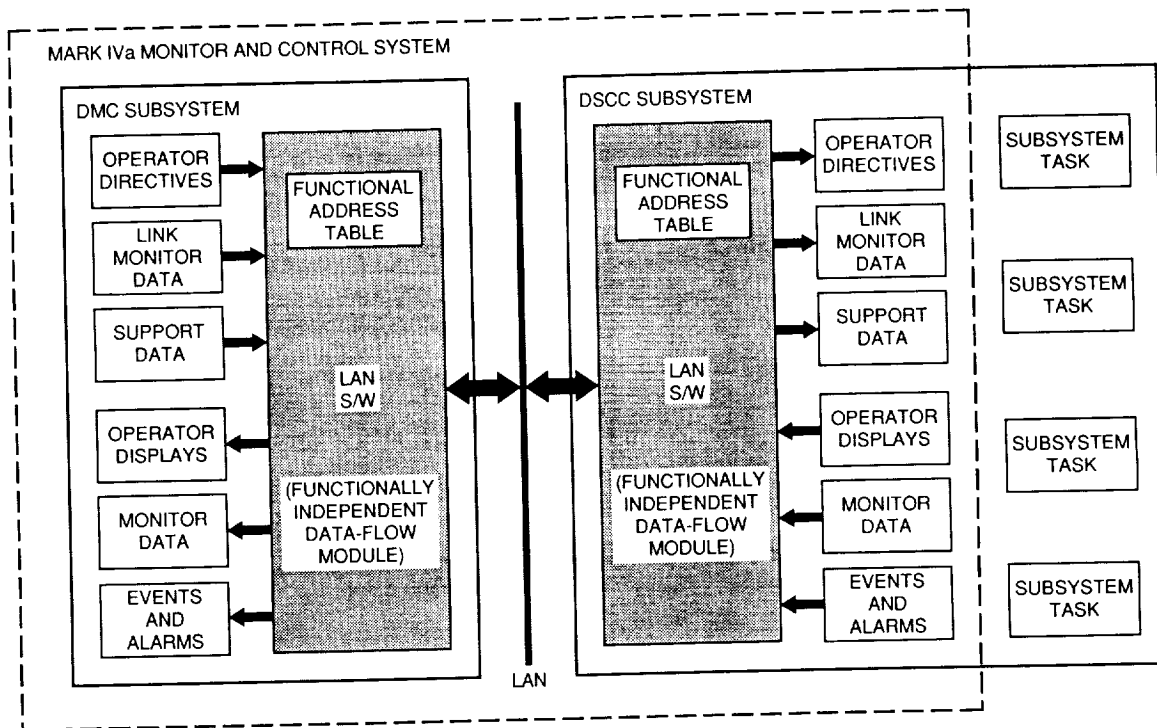 MARK IVa MONITOR AND CONTROL SYSTEM
DMC SUBSYSTEM
OPERATOR
DIRECTIVES
LINK
MONITOR
DATA
SUPPORT
DATA
OPERATOR
DISPLAYS
MONITOR
DATA
EVENTS
AND
ALARMS
FUNCTIONAL
ADDRESS
TABLE
LAN
S/W
(FUNCTIONALLY
INDEPENDENT
DATA-FLOW
MODULE)
LAN
DSCC SUBSYSTEM
FUNCTIONAL
ADDRESS
TABLE
LAN
S/W
(FUNCTIONALLY
INDEPENDENT
DATA-FLOW
MODULE)
OPERATOR
DIRECTIVES
LINK
MONITOR
DATA
SUPPORT
DATA
OPERATOR
DISPLAYS
MONITOR
DATA
EVENTS
AND
ALARMS
SUBSYSTEM
TASK
SUBSYSTEM
TASK
SUBSYSTEM
TASK
SUBSYSTEM
TASK